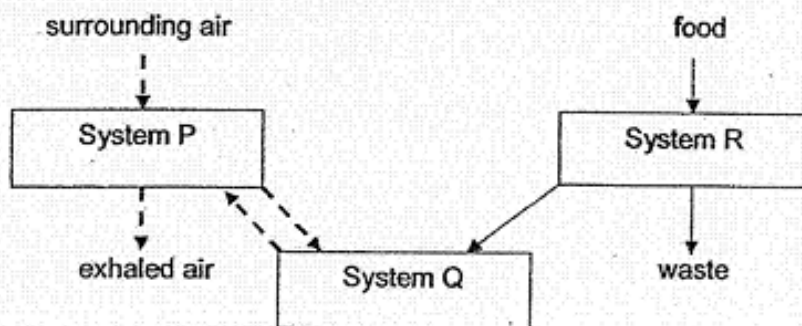 surrounding air
food
System P
System R
exhaled air
System Q
waste